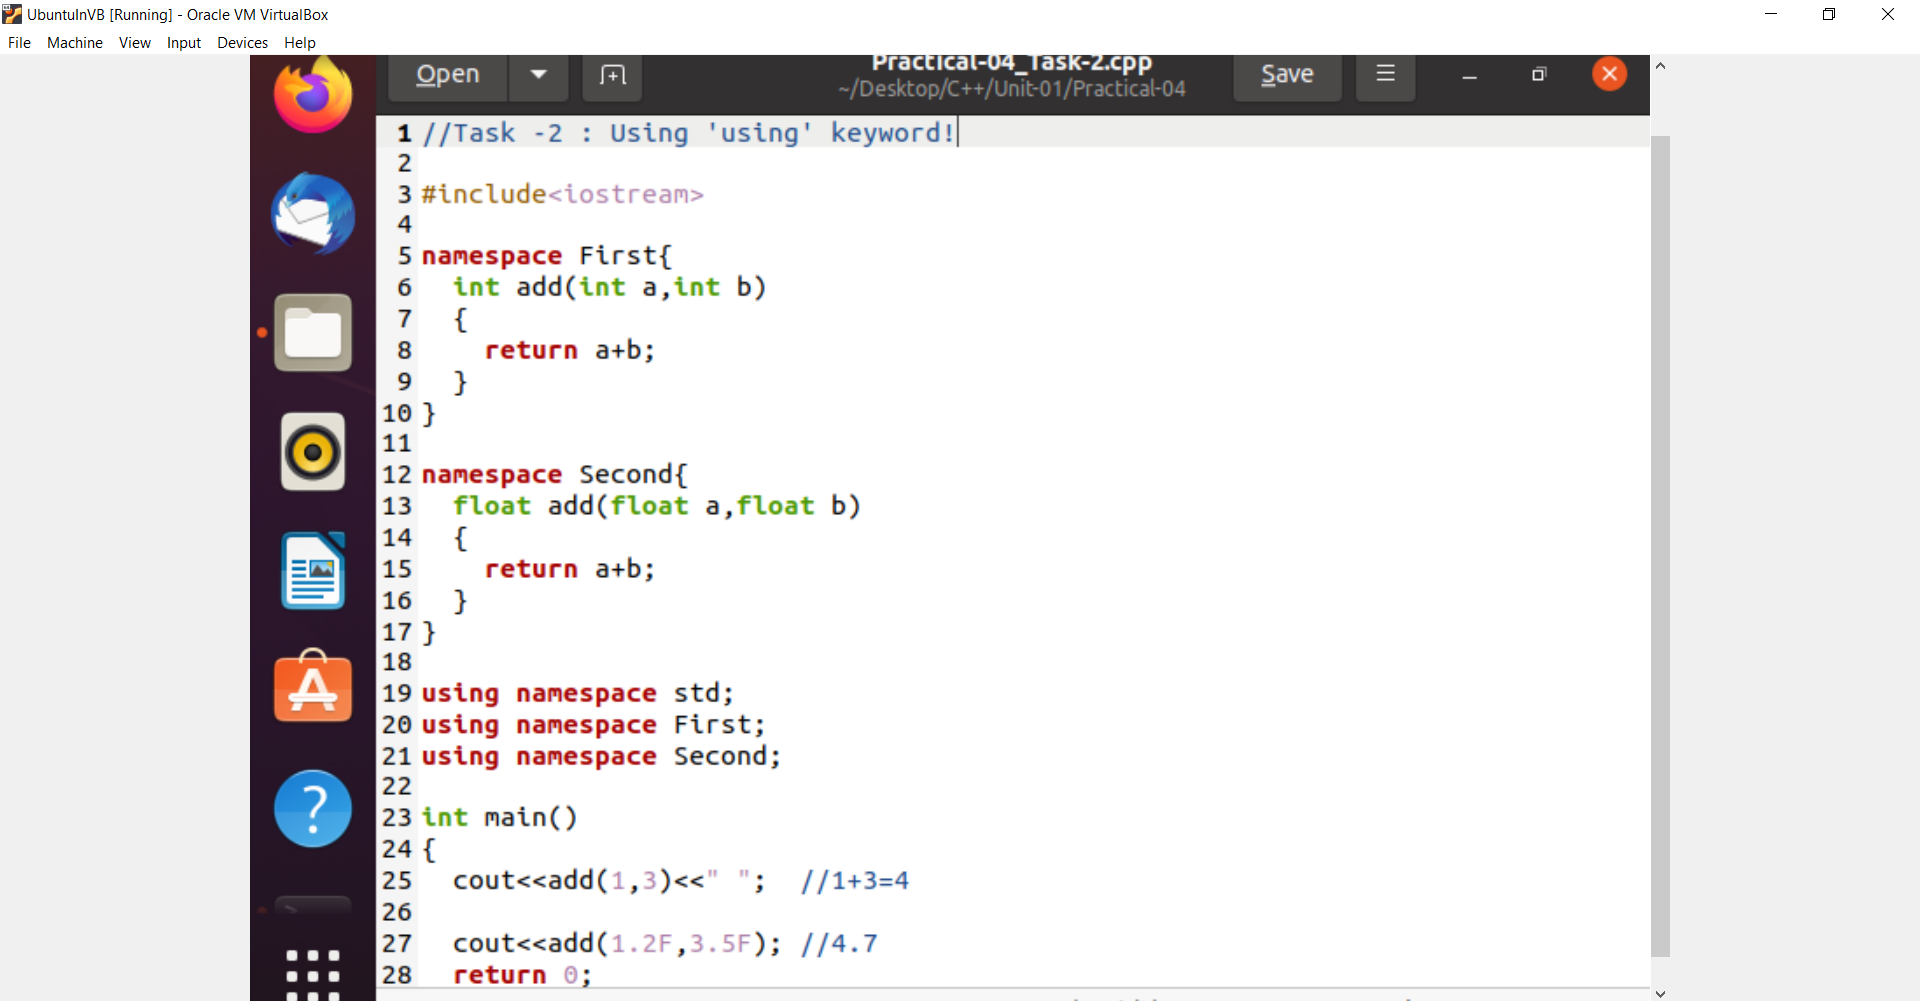 UbuntuInVB [Running] - Oracle VM VirtualBox
File Machine View Input Devices Help
Open Practical-04_Task-2.cpp Save
~/Desktop/C++/Unit-01/Practical-04
1 //Task -2 : Using 'using' keyword!
2
3 #include<iostream>
4
5 namespace First{
6 int add(int a,int b)
7 {
8 return a+b;
9 }
10 }
11
12 namespace Second{
13 float add(float a,float b)
14 {
15 return a+b;
16 }
17 }
18
19 using namespace std;
20 using namespace First;
21 using namespace Second;
22
23 int main()
24 {
25 cout<<add(1,3)<<" "; //1+3=4
26
27 cout<<add(1.2F,3.5F); //4.7
28 return 0;